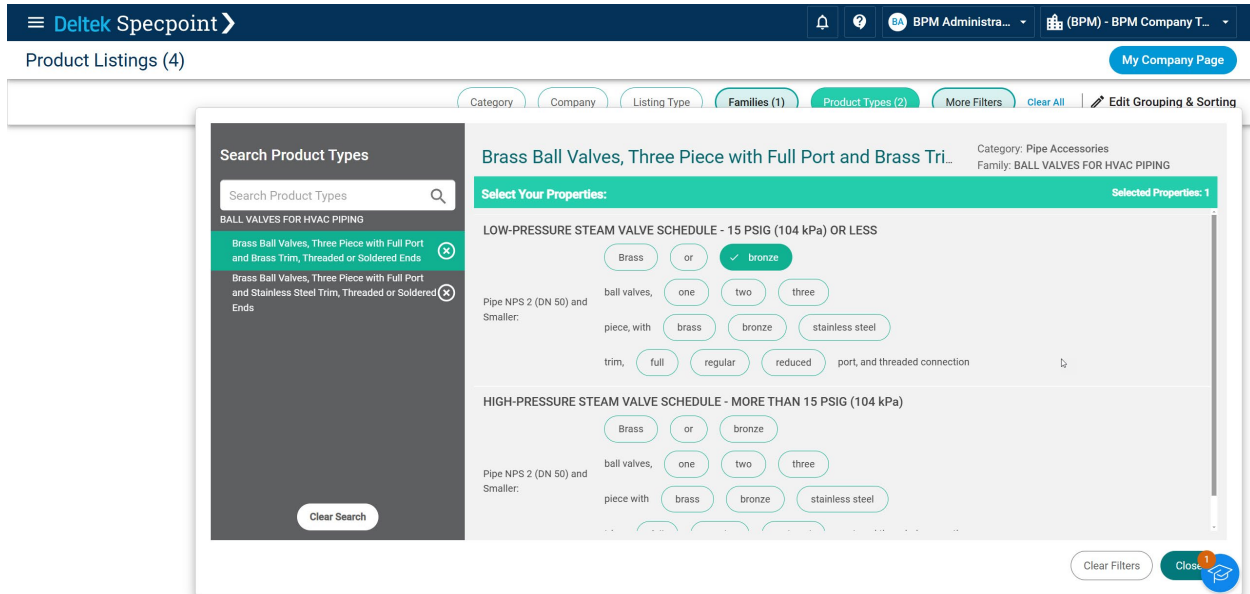 Deltek Specpoint
BA BPM Administra... (BPM) - BPM Company T...
Product Listings (4)
My Company Page
Category Company Listing Type Families (1) Product Types (2) More Filters Clear All Edit Grouping & Sorting
Search Product Types
Search Product Types
BALL VALVES FOR HVAC PIPING
Brass Ball Valves, Three Piece with Full Port
and Brass Trim, Threaded or Soldered Ends
Brass Ball Valves, Three Piece with Full Port
and Stainless Steel Trim, Threaded or Soldered
Ends
Clear Search
Brass Ball Valves, Three Piece with Full Port and Brass Tri...
Category: Pipe Accessories
Family: BALL VALVES FOR HVAC PIPING
Select Your Properties: Selected Properties: 1
LOW-PRESSURE STEAM VALVE SCHEDULE - 15 PSIG (104 kPa) OR LESS
Pipe NPS 2 (DN 50) and
Smaller:
Brass or bronze
ball valves, one two three
piece, with brass bronze stainless steel
trim, full regular reduced port, and threaded connection
HIGH-PRESSURE STEAM VALVE SCHEDULE - MORE THAN 15 PSIG (104 kPa)
Pipe NPS 2 (DN 50) and
Smaller:
Brass or bronze
ball valves, one two three
piece with brass bronze stainless steel
Clear Filters Close
1